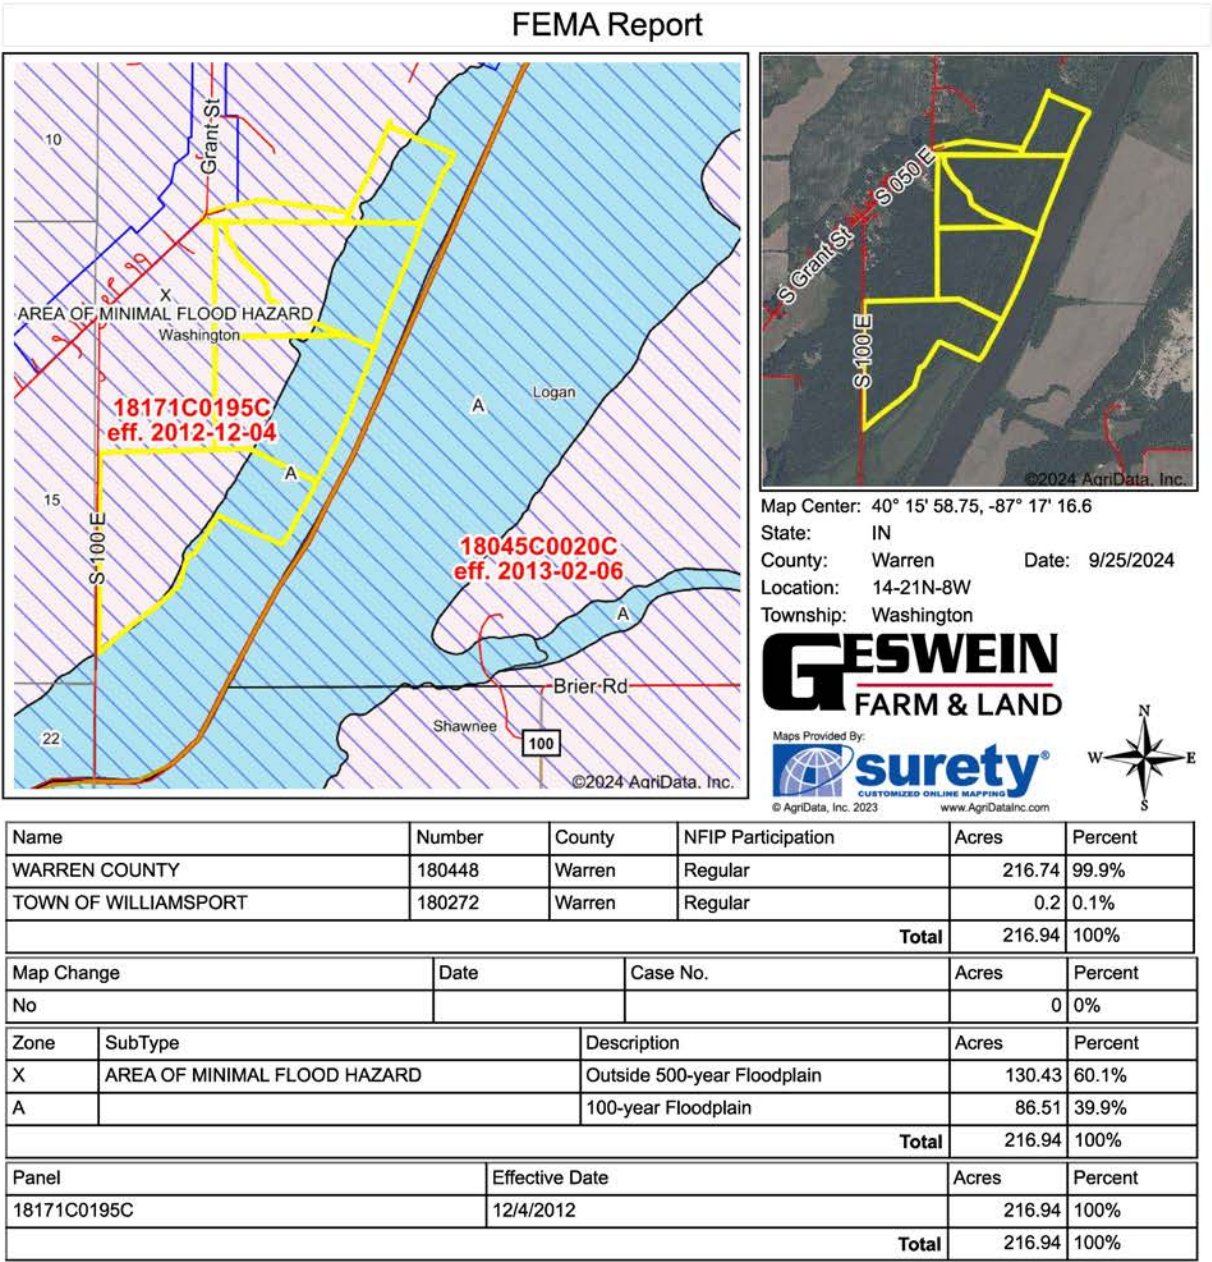 FEMA Report
10
Grant St
X
AREA OF MINIMAL FLOOD HAZARD
Washington
18171C0195C
eff. 2012-12-04
A
Logan
A
15
S 100 E
18045C0020C
eff. 2013-02-06
A
Brier Rd
Shawnee
100
22
©2024 AgriData, Inc.
S 050 E
S Grant St
S 100 E
©2024 AgriData, Inc.
Map Center: 40° 15' 58.75, -87° 17' 16.6
State: IN
County: Warren Date: 9/25/2024
Location: 14-21N-8W
Township: Washington
GESWEIN
FARM & LAND
Maps Provided By:
surety®
CUSTOMIZED ONLINE MAPPING
© AgriData, Inc. 2023 www.AgriDataInc.com
N
W E
S
Name Number County NFIP Participation Acres Percent
WARREN COUNTY 180448 Warren Regular 216.74 99.9%
TOWN OF WILLIAMSPORT 180272 Warren Regular 0.2 0.1%
Total 216.94 100%
Map Change Date Case No. Acres Percent
No 0 0%
Zone SubType Description Acres Percent
X AREA OF MINIMAL FLOOD HAZARD Outside 500-year Floodplain 130.43 60.1%
A 100-year Floodplain 86.51 39.9%
Total 216.94 100%
Panel Effective Date Acres Percent
18171C0195C 12/4/2012 216.94 100%
Total 216.94 100%